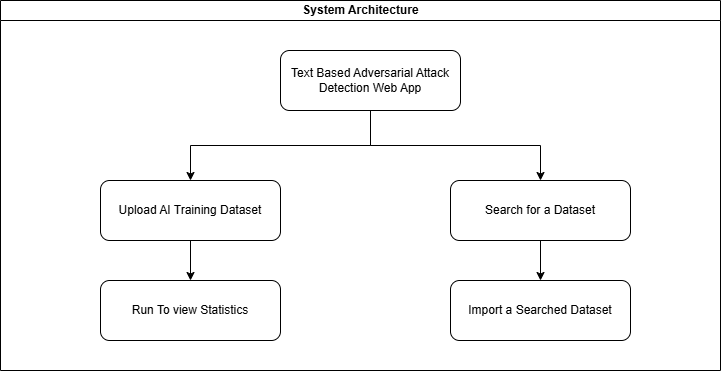 System Architecture
Text Based Adversarial Attack
Detection Web App
Upload AI Training Dataset
Search for a Dataset
Run To view Statistics
Import a Searched Dataset